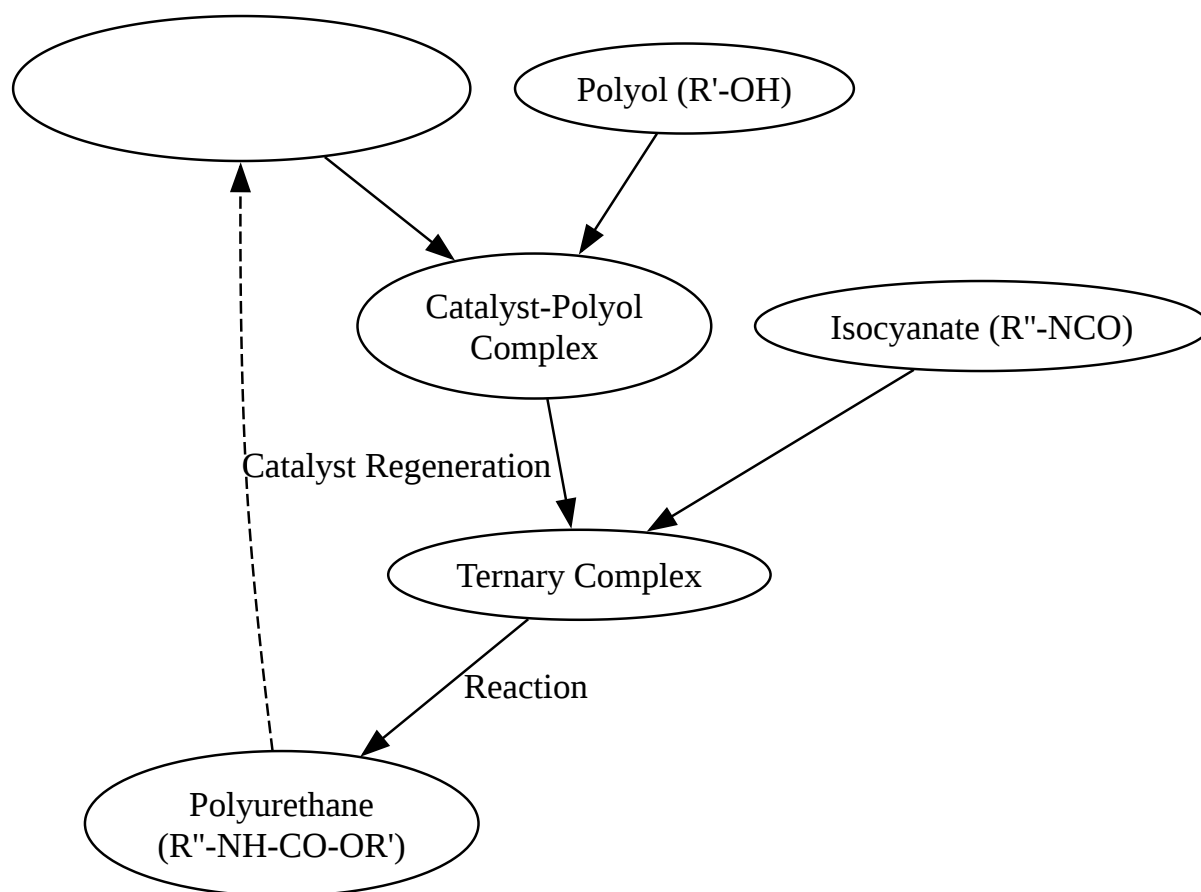 Polyol (R'-OH)
Catalyst-Polyol
Complex
Isocyanate (R"-NCO)
Catalyst Regeneration
Ternary Complex
Reaction
Polyurethane
(R"-NH-CO-OR')